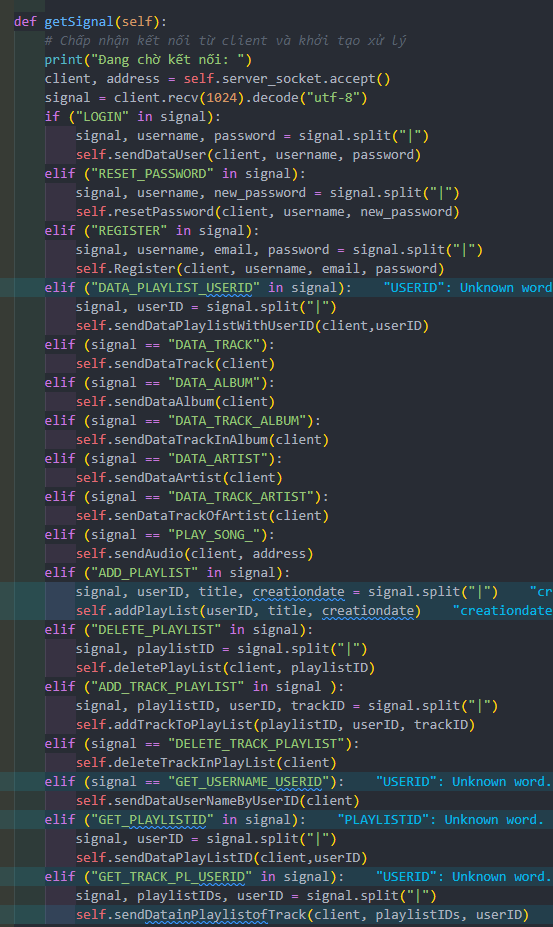 def getSignal(self):
    # Chấp nhận kết nối từ client và khởi tạo xử lý
    print("Đang chờ kết nối: ")
    client, address = self.server_socket.accept()
    signal = client.recv(1024).decode("utf-8")
    if ("LOGIN" in signal):
        signal, username, password = signal.split("|")
        self.sendDataUser(client, username, password)
    elif ("RESET_PASSWORD" in signal):
        signal, username, new_password = signal.split("|")
        self.resetPassword(client, username, new_password)
    elif ("REGISTER" in signal):
        signal, username, email, password = signal.split("|")
        self.Register(client, username, email, password)
    elif ("DATA_PLAYLIST_USERID" in signal):    "USERID": Unknown word
        signal, userID = signal.split("|")
        self.sendDataPlaylistWithUserID(client,userID)
    elif (signal == "DATA_TRACK"):
        self.sendDataTrack(client)
    elif (signal == "DATA_ALBUM"):
        self.sendDataAlbum(client)
    elif (signal == "DATA_TRACK_ALBUM"):
        self.sendDataTrackInAlbum(client)
    elif (signal == "DATA_ARTIST"):
        self.sendDataArtist(client)
    elif (signal == "DATA_TRACK_ARTIST"):
        self.senDataTrackOfArtist(client)
    elif (signal == "PLAY_SONG_"):
        self.sendAudio(client, address)
    elif ("ADD_PLAYLIST" in signal):
        signal, userID, title, creationdate = signal.split("|")    "cr
        self.addPlayList(userID, title, creationdate)    "creationdate
    elif ("DELETE_PLAYLIST" in signal):
        signal, playlistID = signal.split("|")
        self.deletePlayList(client, playlistID)
    elif ("ADD_TRACK_PLAYLIST" in signal ):
        signal, playlistID, userID, trackID = signal.split("|")
        self.addTrackToPlayList(playlistID, userID, trackID)
    elif (signal == "DELETE_TRACK_PLAYLIST"):
        self.deleteTrackInPlayList(client)
    elif (signal == "GET_USERNAME_USERID"):    "USERID": Unknown word.
        self.sendDataUserNameByUserID(client)
    elif ("GET_PLAYLISTID" in signal):    "PLAYLISTID": Unknown word.
        signal, userID = signal.split("|")
        self.sendDataPlayListID(client,userID)
    elif ("GET_TRACK_PL_USERID" in signal):    "USERID": Unknown word.
        signal, playlistIDs, userID = signal.split("|")
        self.sendDatainPlaylistofTrack(client, playlistIDs, userID)